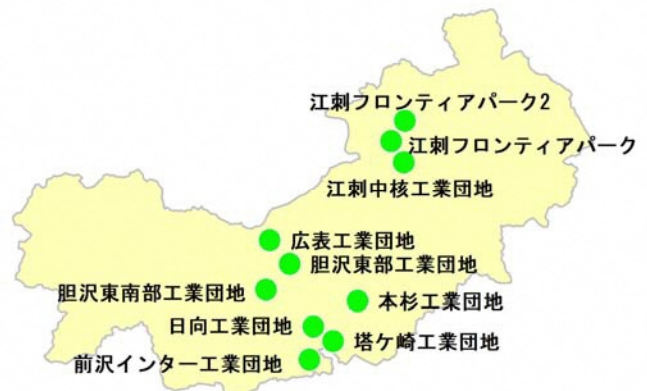 江刺フロンティアパーク2
江刺フロンティアパーク
江刺中核工業団地
広表工業団地
胆沢東部工業団地
胆沢東南部工業団地
本杉工業団地
日向工業団地
塔ケ崎工業団地
前沢インター工業団地